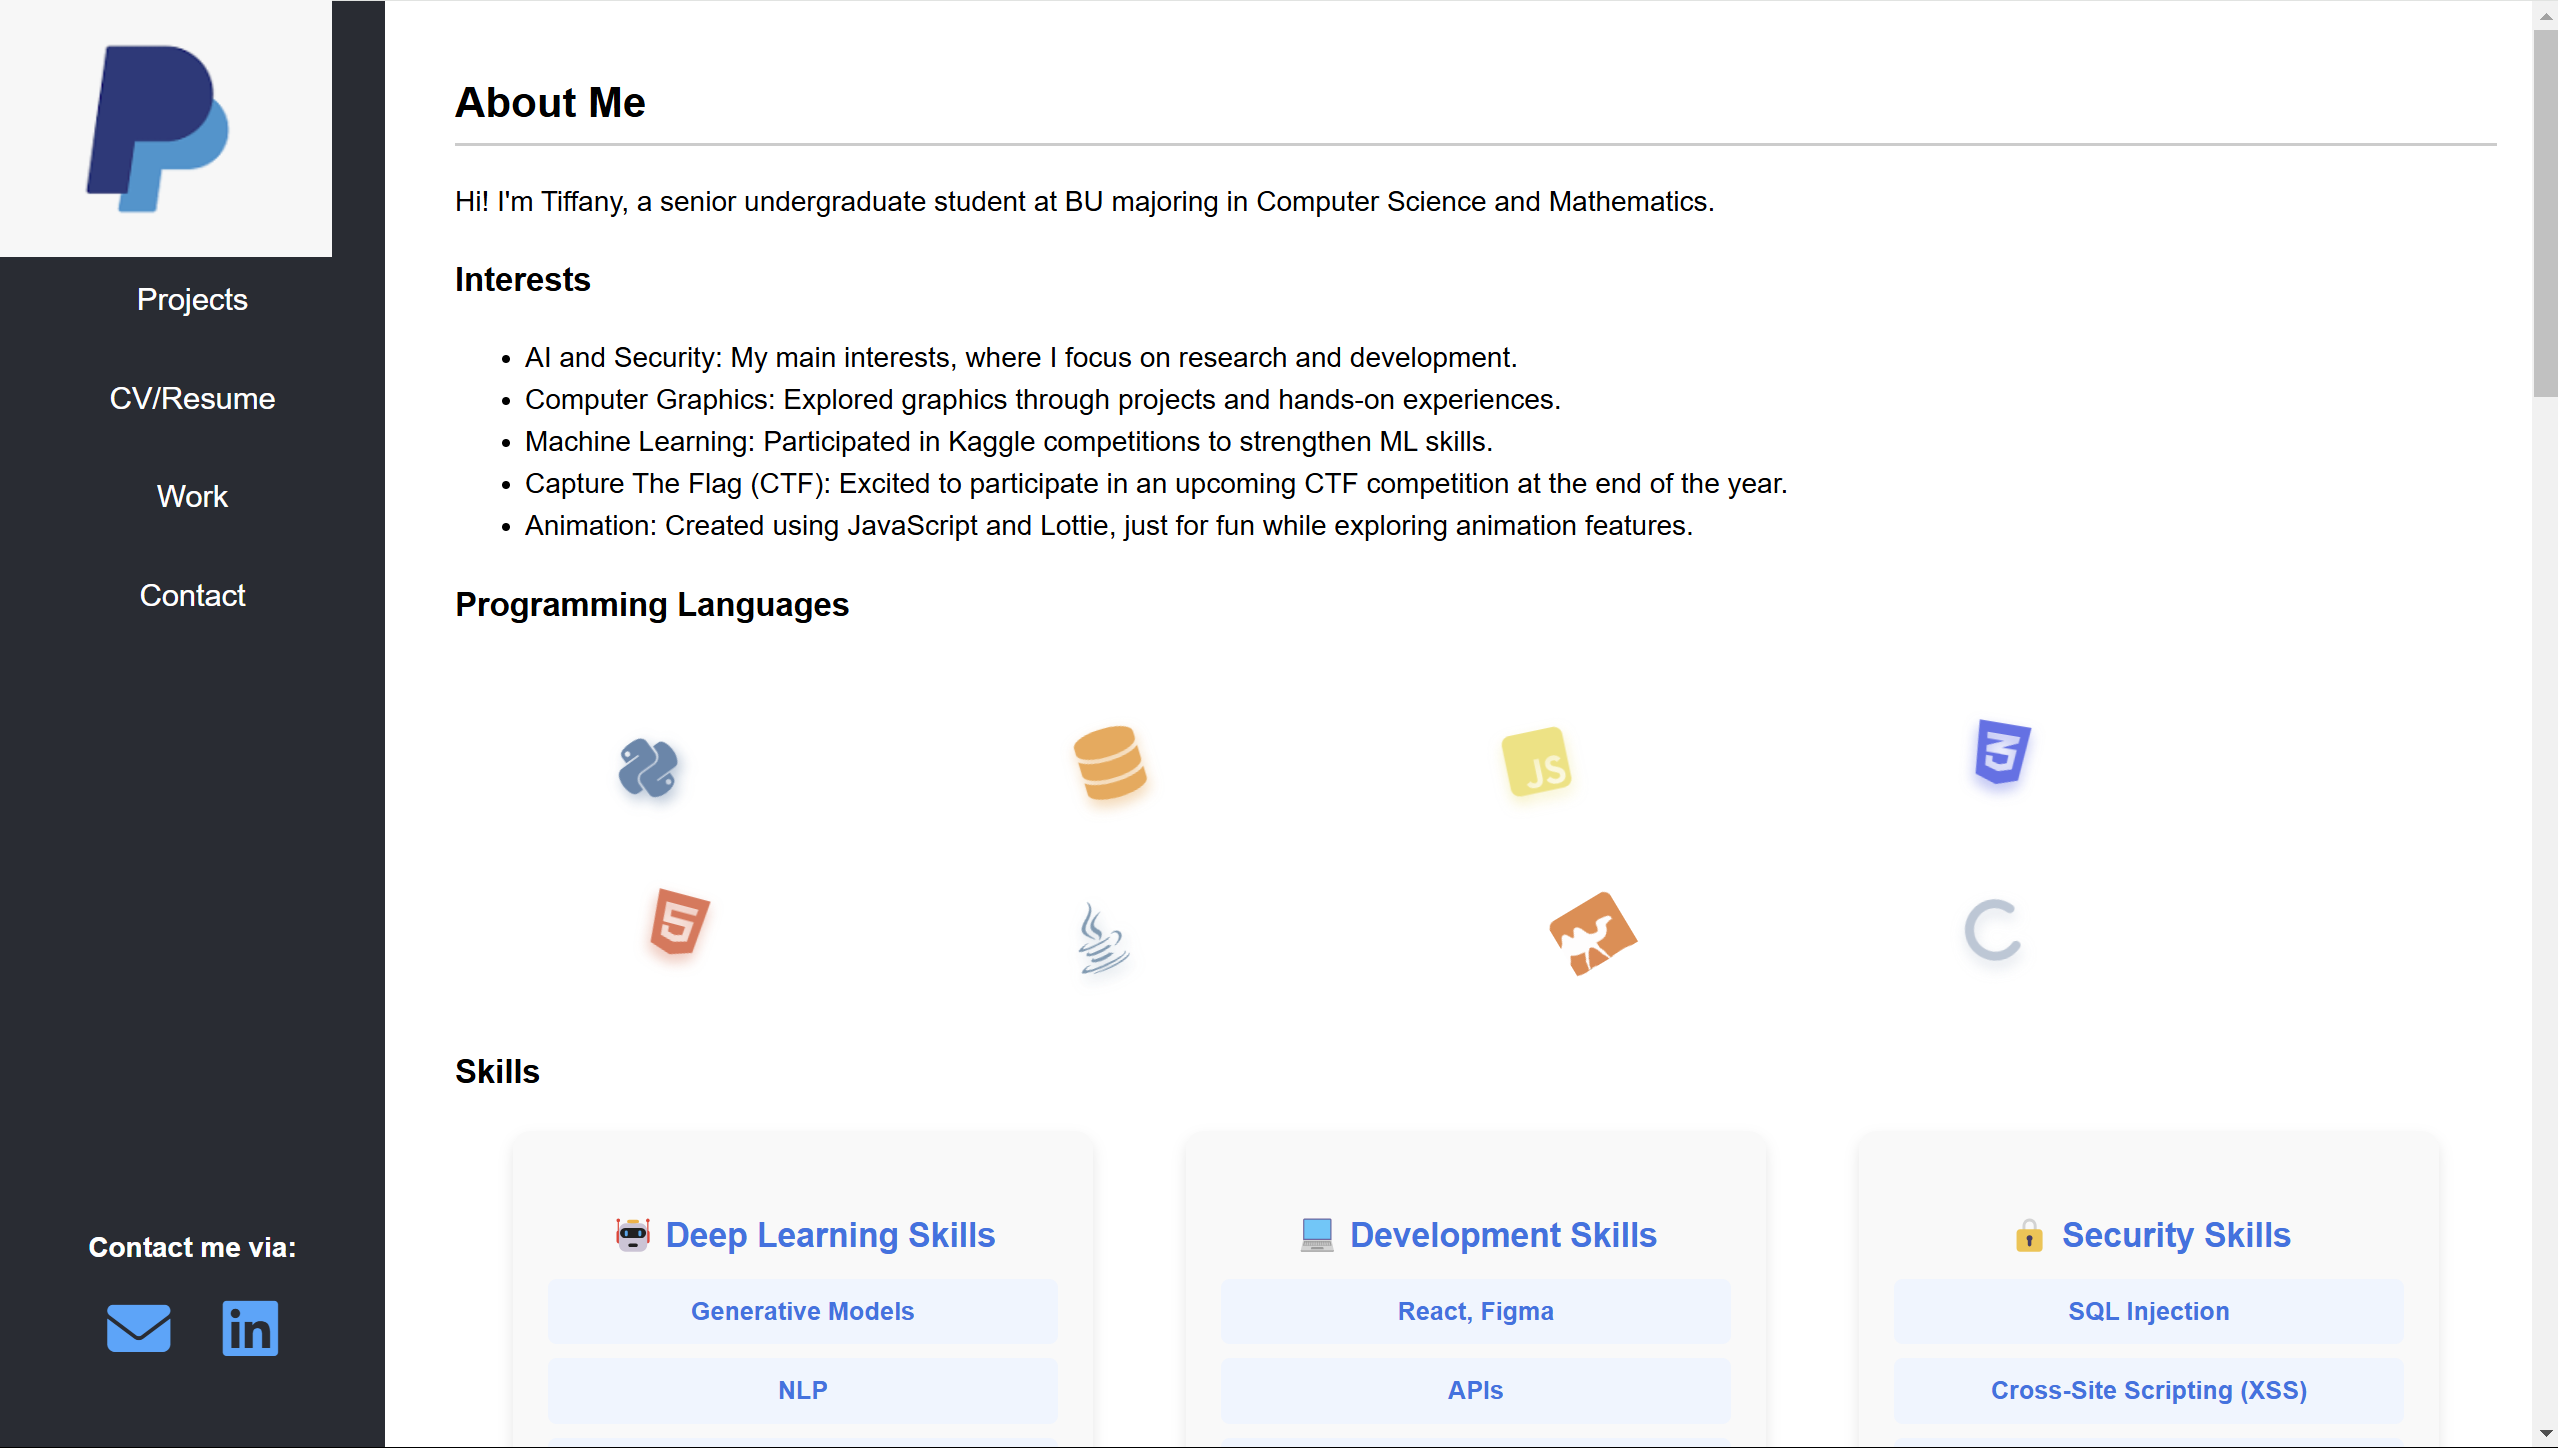 About Me
Hi! I'm Tiffany, a senior undergraduate student at BU majoring in Computer Science and Mathematics.
Interests
• AI and Security: My main interests, where I focus on research and development.
• Computer Graphics: Explored graphics through projects and hands-on experiences.
• Machine Learning: Participated in Kaggle competitions to strengthen ML skills.
• Capture The Flag (CTF): Excited to participate in an upcoming CTF competition at the end of the year.
• Animation: Created using JavaScript and Lottie, just for fun while exploring animation features.
Programming Languages
JS
Skills
Deep Learning Skills
Generative Models
NLP
Development Skills
React, Figma
APIs
Security Skills
SQL Injection
Cross-Site Scripting (XSS)
Projects
CV/Resume
Work
Contact
Contact me via:
in